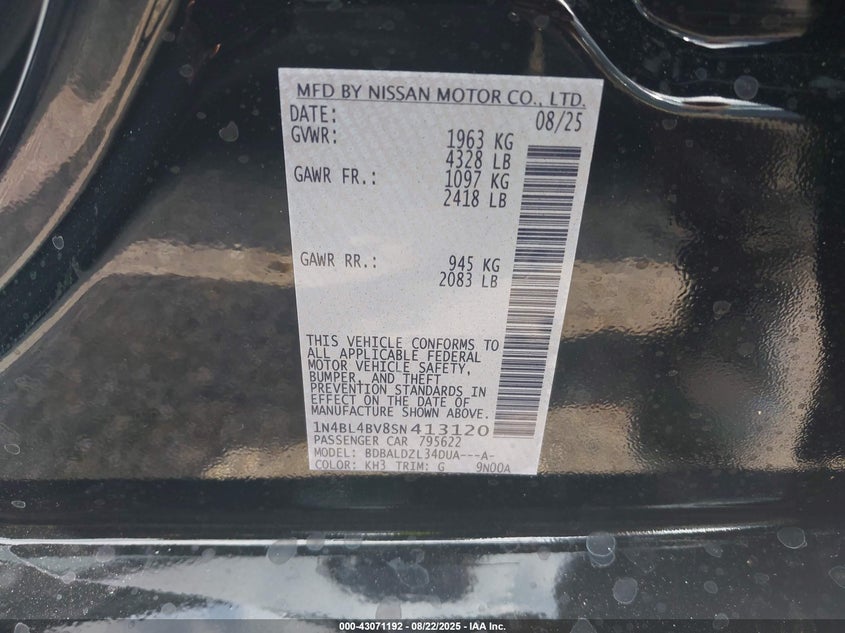 MFD BY NISSAN MOTOR CO., LTD.
DATE: 08/25
GVWR: 1963 KG
4328 LB
GAWR FR.: 1097 KG
2418 LB
GAWR RR.: 945 KG
2083 LB
THIS VEHICLE CONFORMS TO
ALL APPLICABLE FEDERAL
MOTOR VEHICLE SAFETY,
BUMPER, AND THEFT
PREVENTION STANDARDS IN
EFFECT ON THE DATE OF
MANUFACTURE SHOWN ABOVE.
1N4BL4BV8SN413120
PASSENGER CAR 795622
MODEL: BDBALDZL34DUA---A-
COLOR: KH3 TRIM: G 9N00A
000-43071192 - 08/22/2025 - IAA Inc.